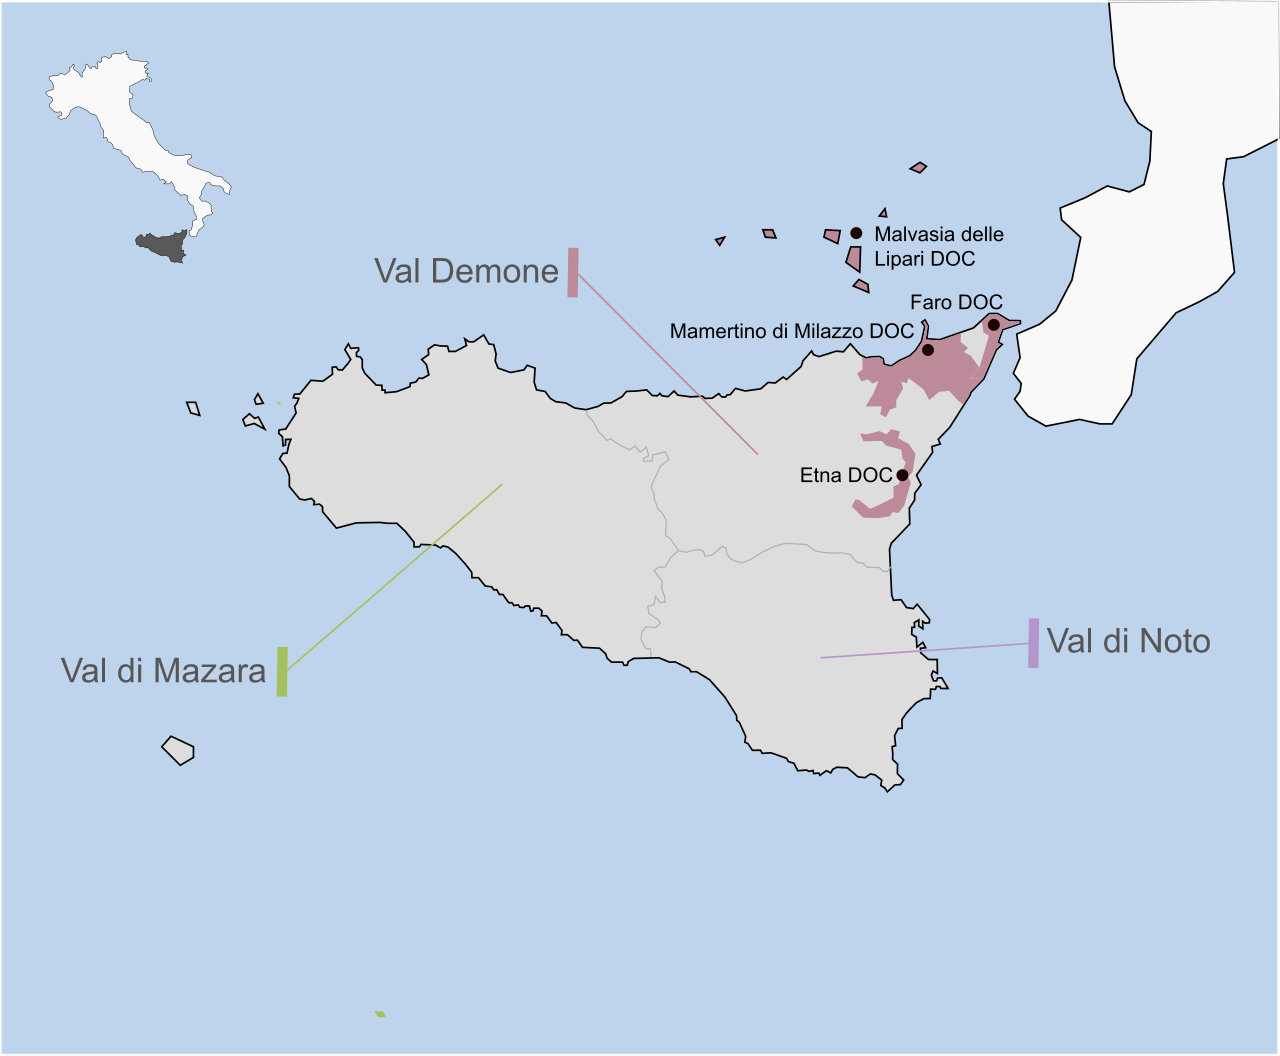 Malvasia delle
Lipari DOC
Val Demone
Faro DOC
Mamertino di Milazzo DOC
Etna DOC
Val di Noto
Val di Mazara